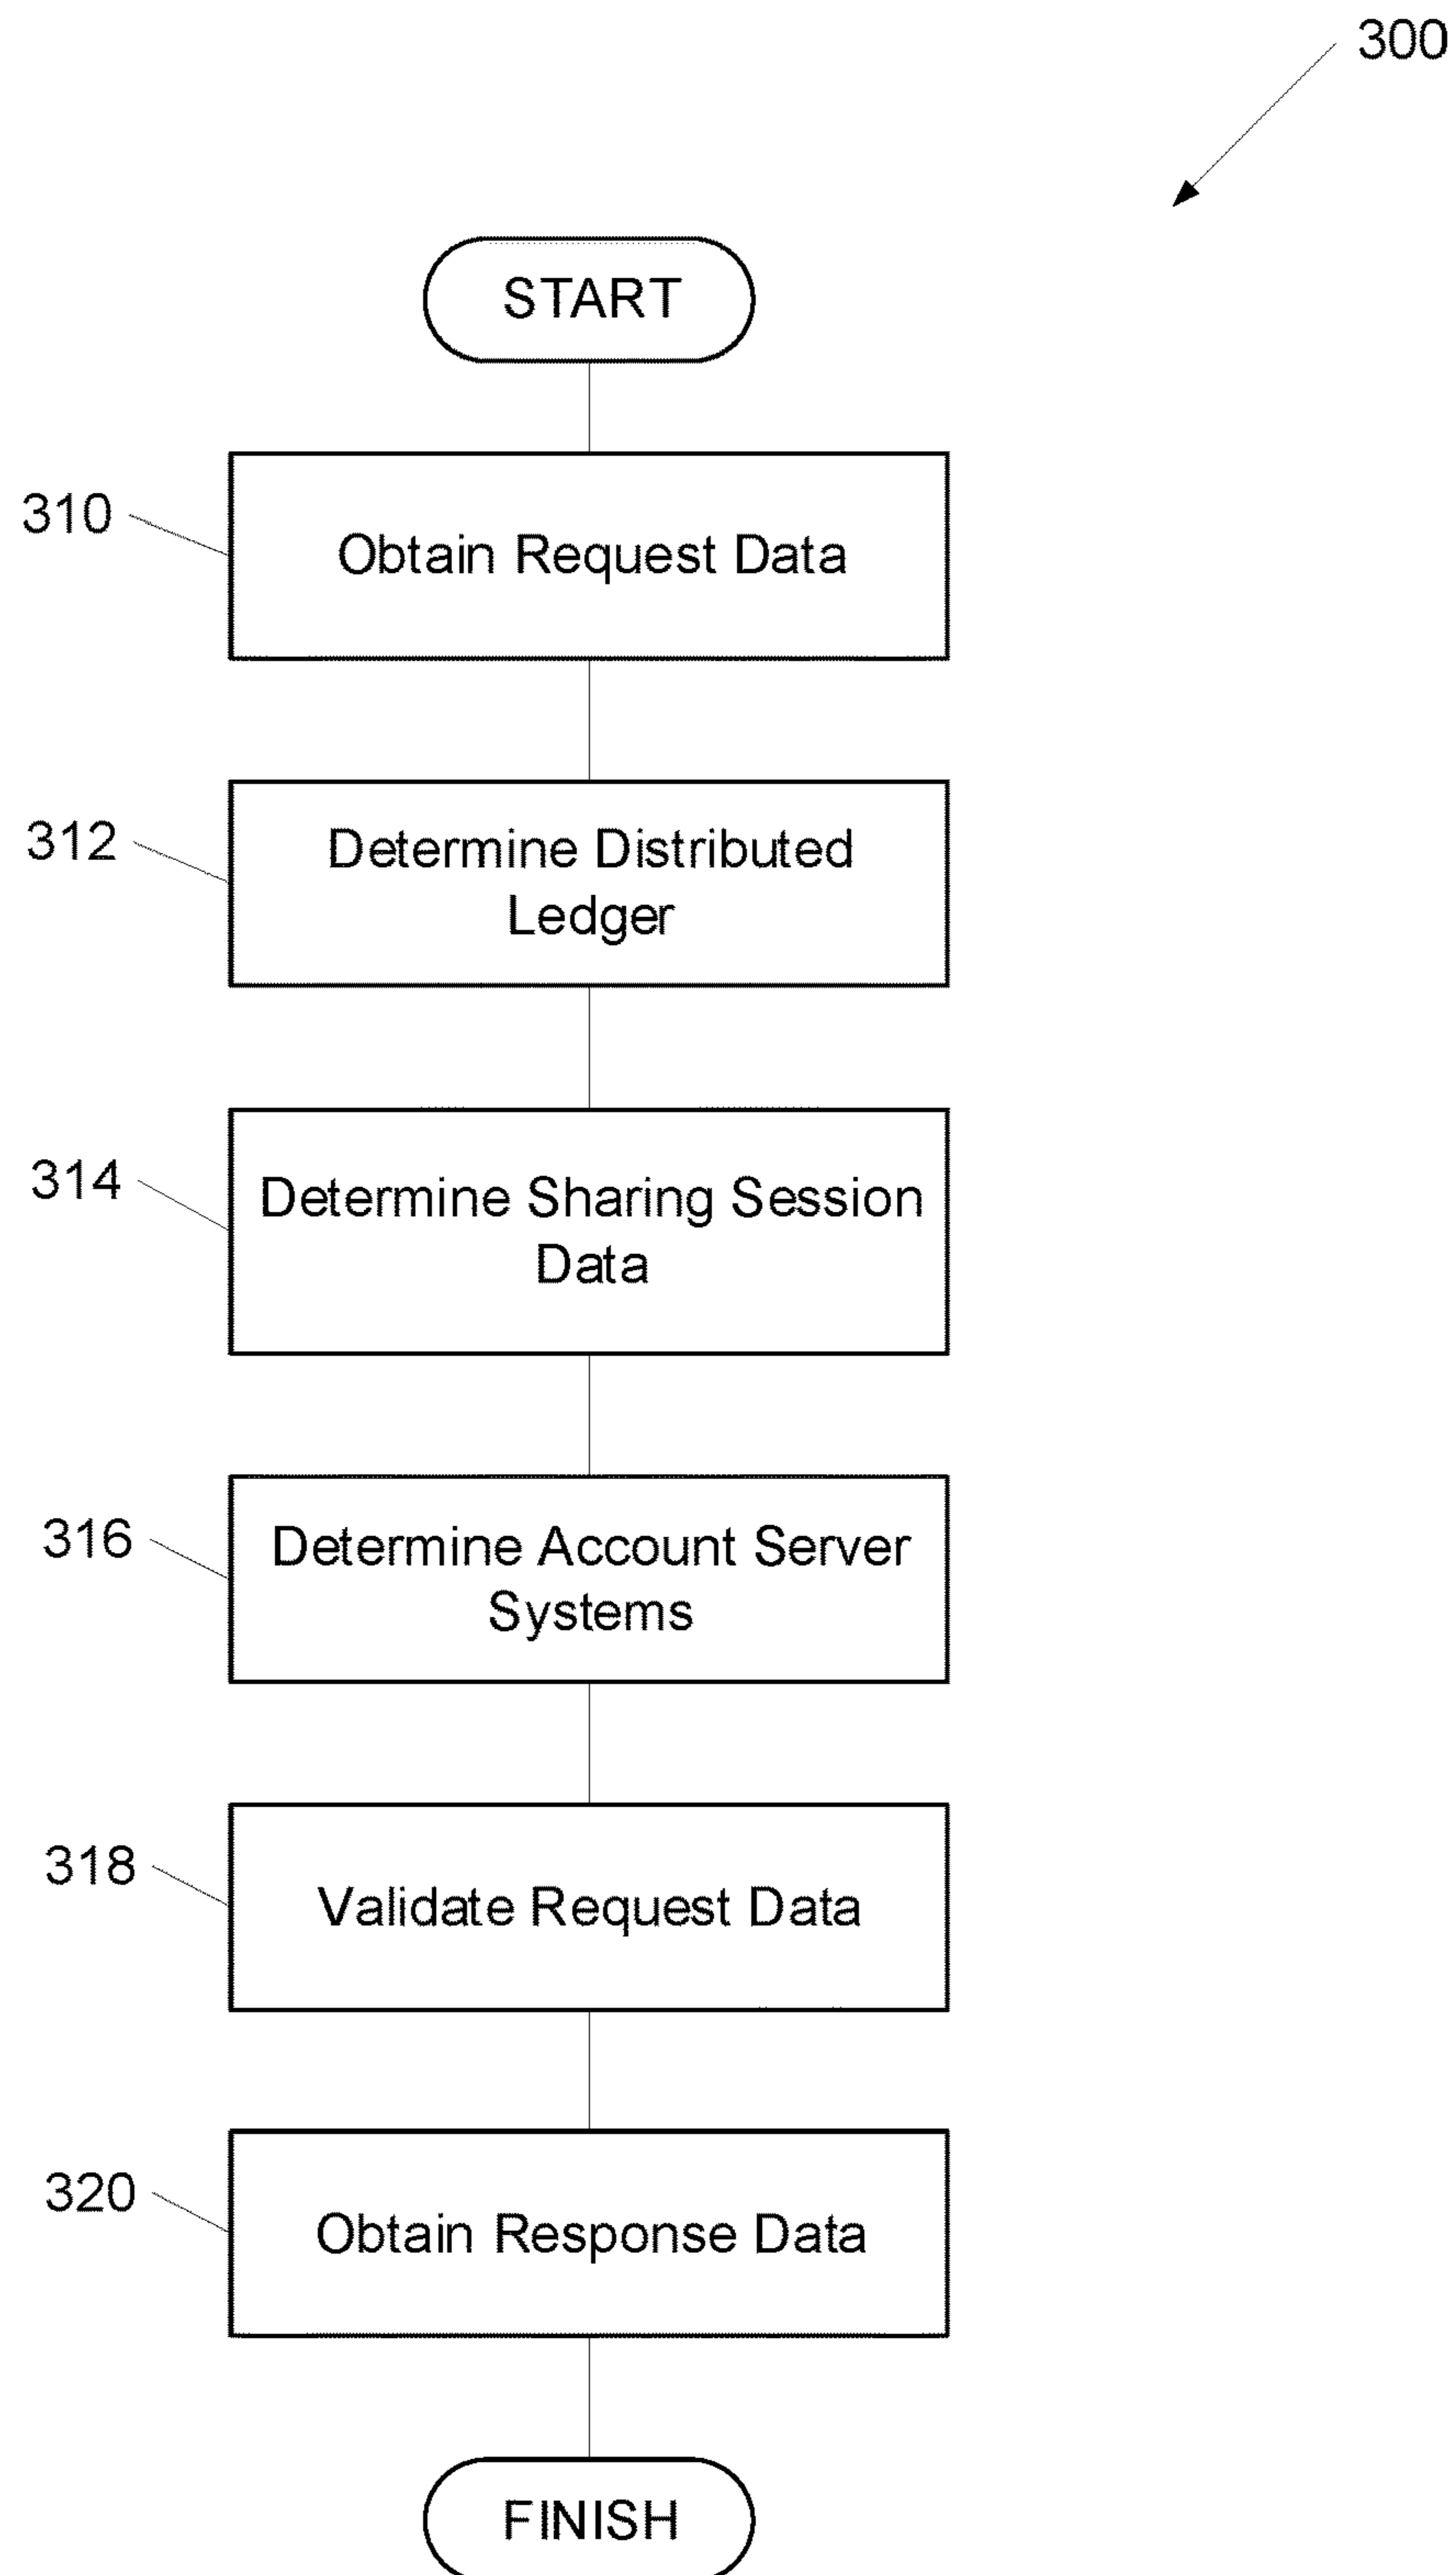 300
START
310
Obtain Request Data
312
Determine Distributed
Ledger
314
Determine Sharing Session
Data
316
Determine Account Server
Systems
318
Validate Request Data
320
Obtain Response Data
FINISH